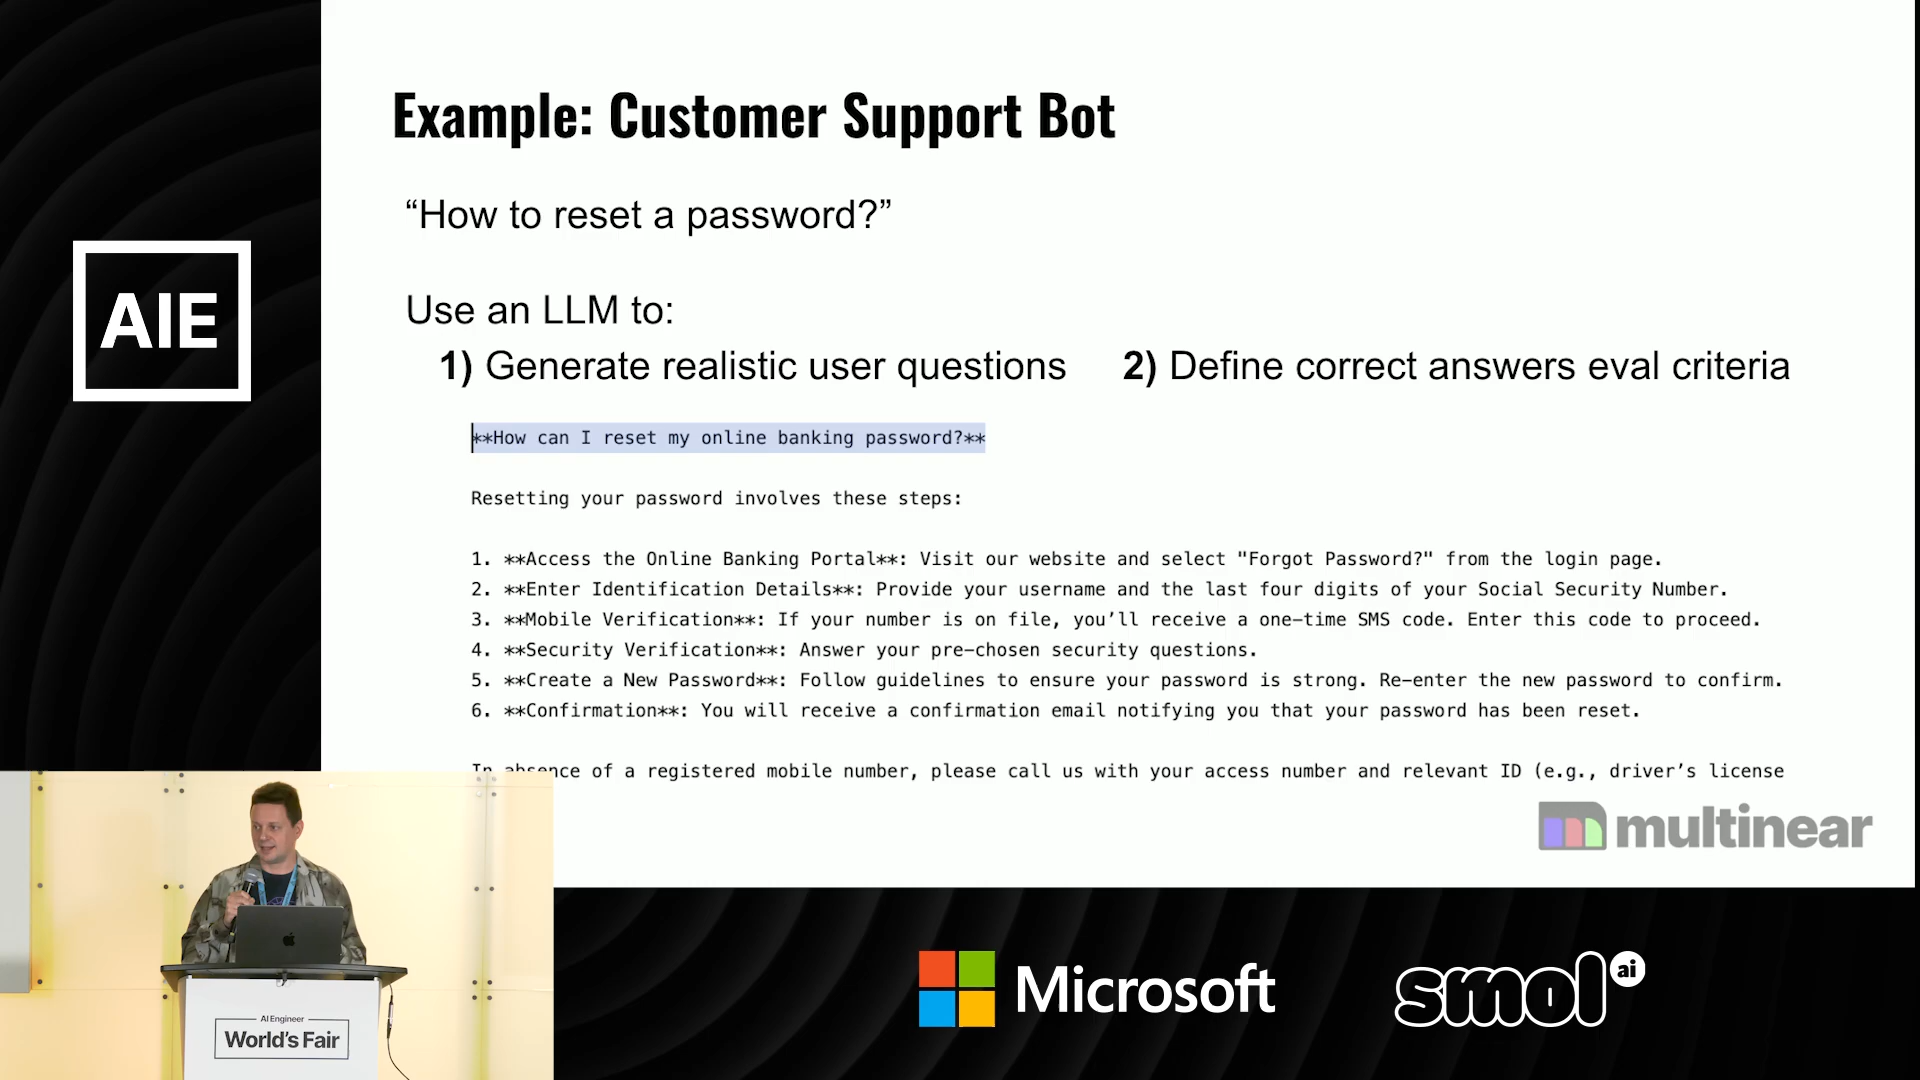 AIE
Example: Customer Support Bot
“How to reset a password?”
Use an LLM to:
1) Generate realistic user questions
2) Define correct answers eval criteria
**How can I reset my online banking password?**
Resetting your password involves these steps:
1. **Access the Online Banking Portal**: Visit our website and select "Forgot Password?" from the login page.
2. **Enter Identification Details**: Provide your username and the last four digits of your Social Security Number.
3. **Mobile Verification**: If your number is on file, you’ll receive a one-time SMS code. Enter this code to proceed.
4. **Security Verification**: Answer your pre-chosen security questions.
5. **Create a New Password**: Follow guidelines to ensure your password is strong. Re-enter the new password to confirm.
6. **Confirmation**: You will receive a confirmation email notifying you that your password has been reset.
In absence of a registered mobile number, please call us with your access number and relevant ID (e.g., driver’s license
multinear
AI Engineer
World's Fair
Microsoft
smol ai